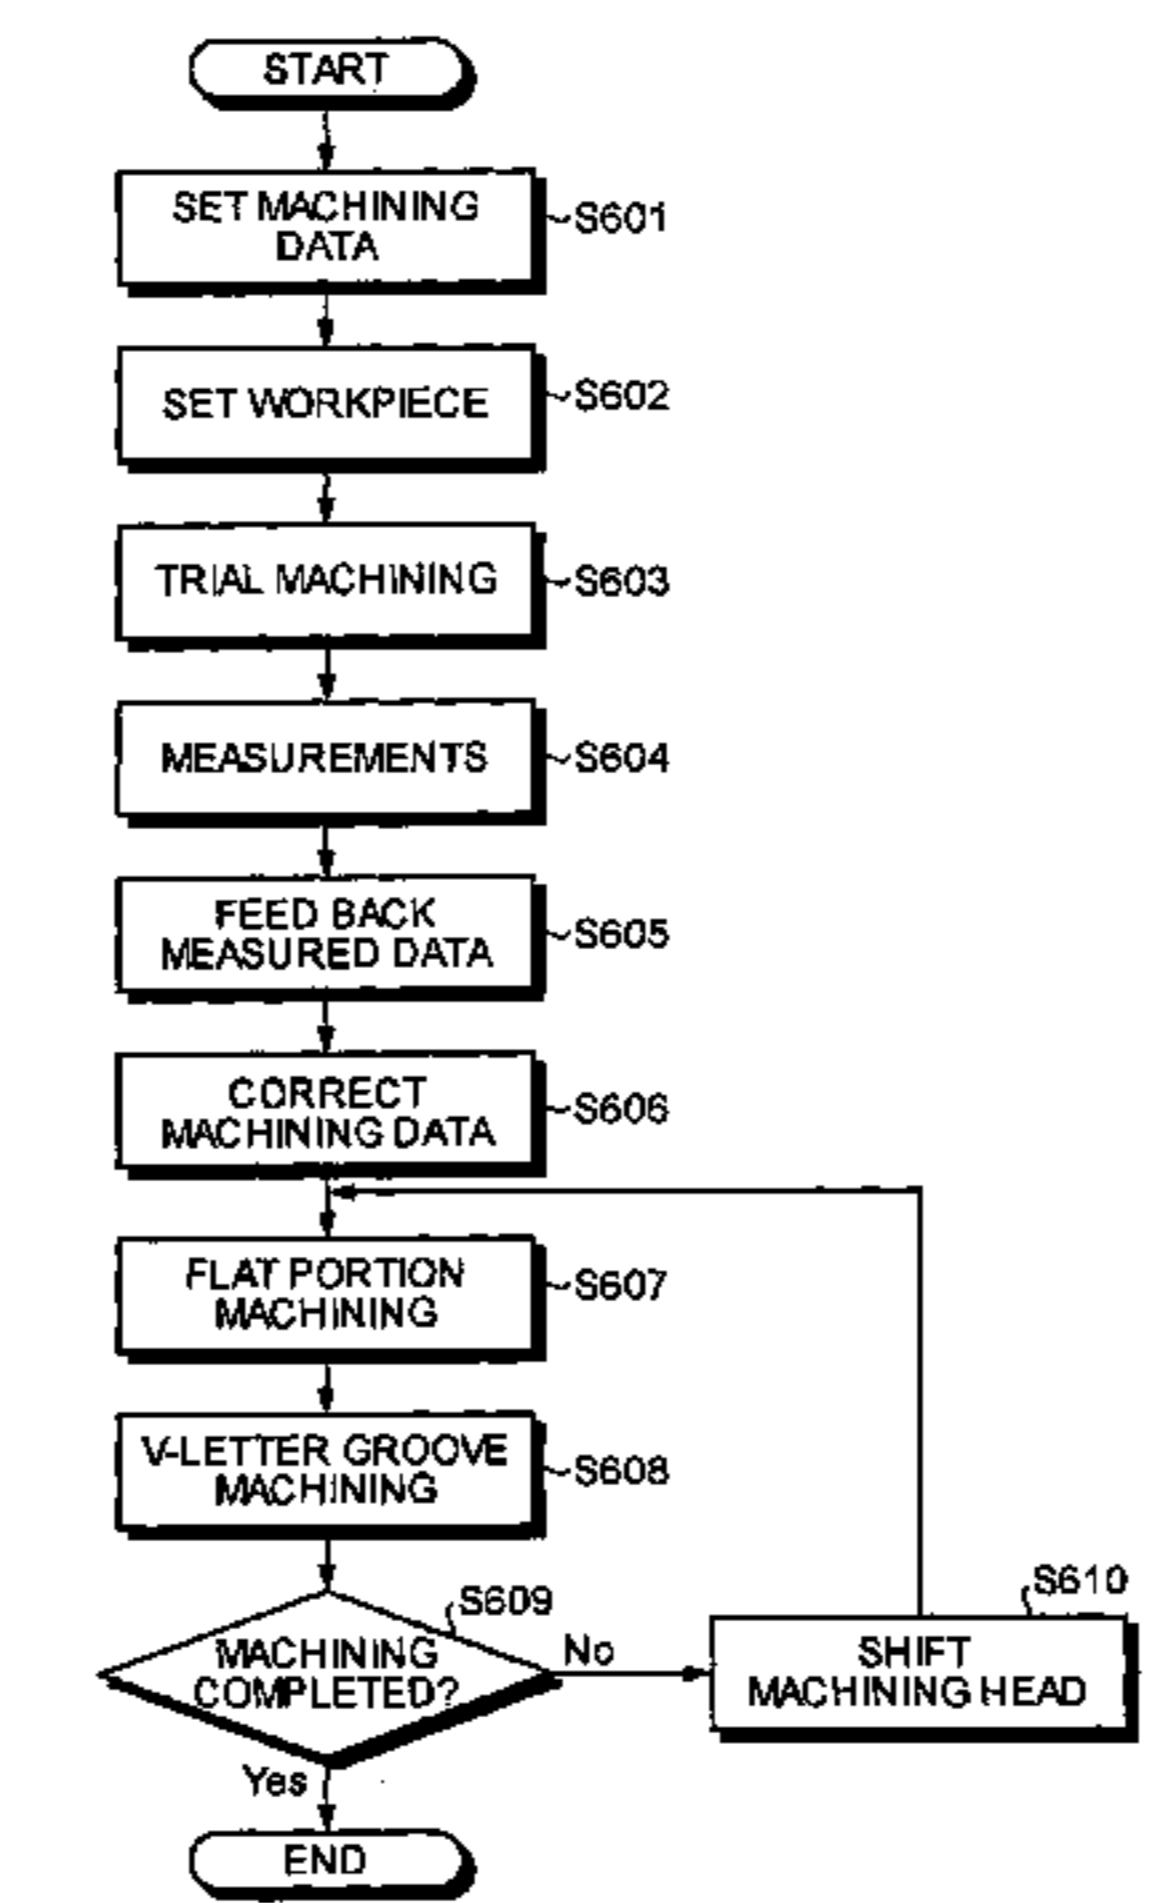 START
SET MACHINING
DATA
S601
SET WORKPIECE
S602
TRIAL MACHINING
S603
MEASUREMENTS
S604
FEED BACK
MEASURED DATA
S605
CORRECT
MACHINING DATA
S606
FLAT PORTION
MACHINING
S607
V-LETTER GROOVE
MACHINING
S608
S609
MACHINING
COMPLETED?
No
S610
SHIFT
MACHINING HEAD
Yes
END